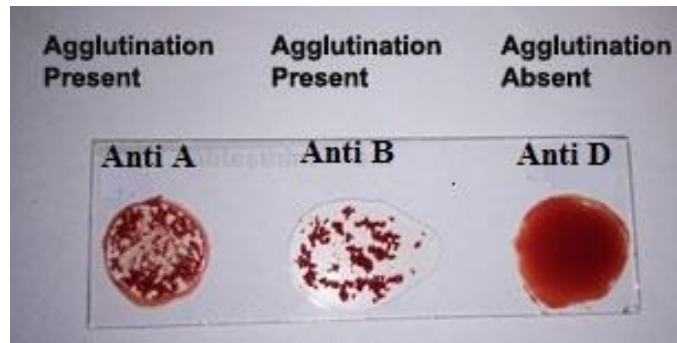 Agglutination Present
Agglutination Present
Agglutination Absent
Anti A
Anti B
Anti D